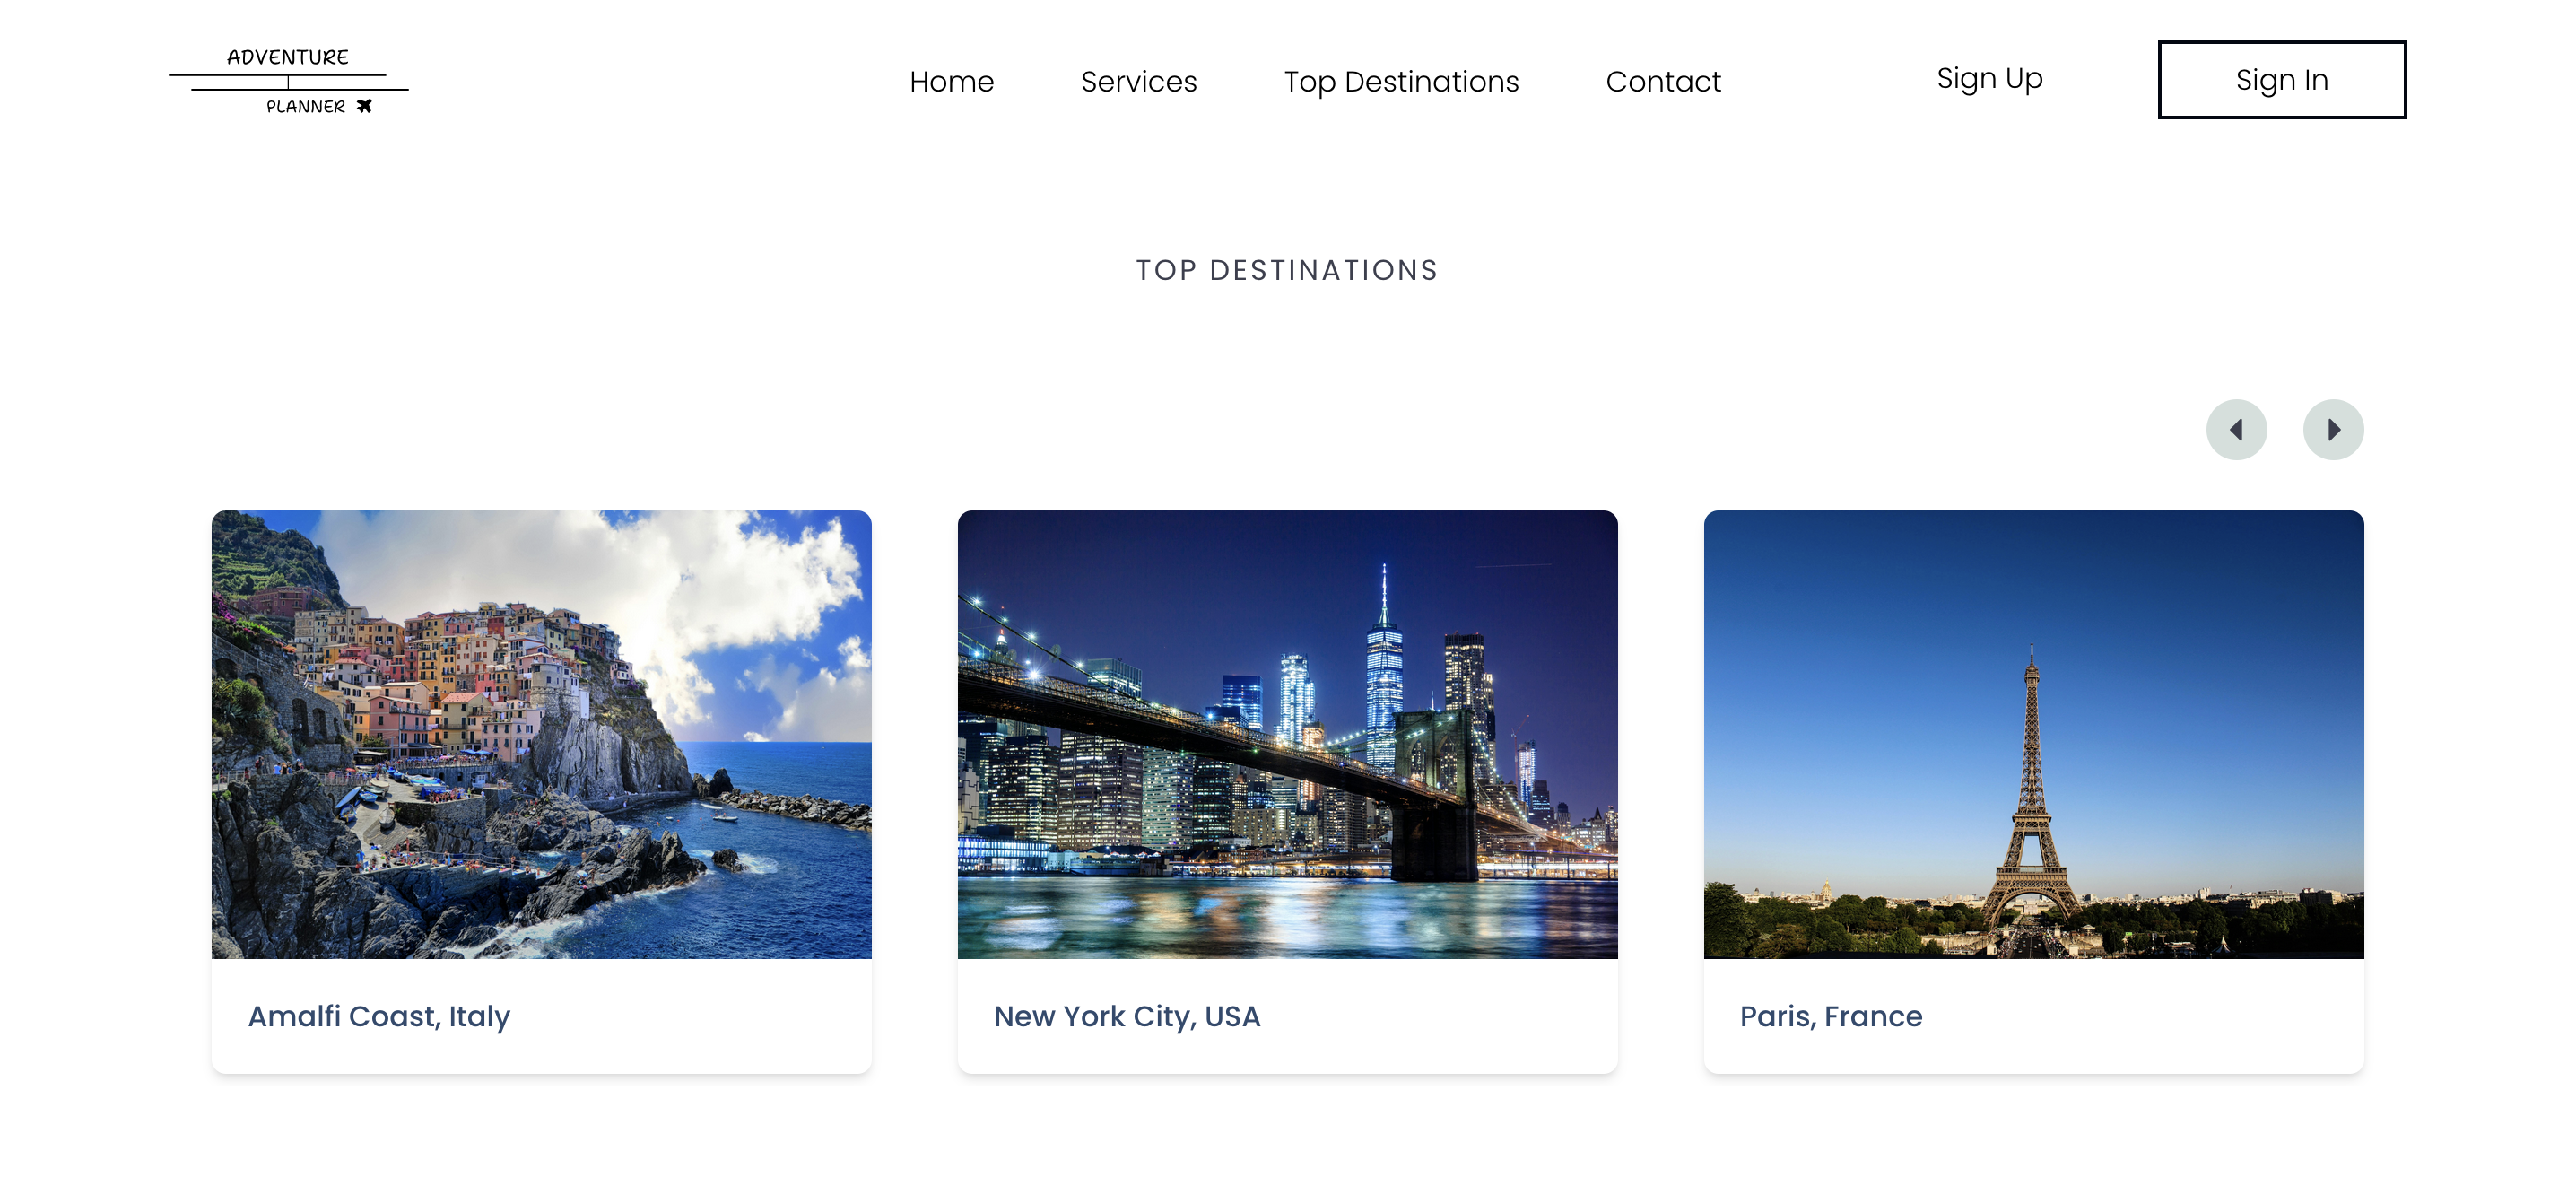 ADVENTURE
PLANNER
Home Services Top Destinations Contact Sign Up Sign In
TOP DESTINATIONS
Amalfi Coast, Italy
New York City, USA
Paris, France